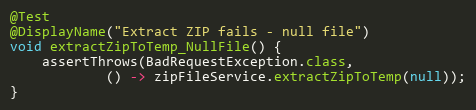 @Test
@DisplayName("Extract ZIP fails - null file")
void extractZipToTemp_NullFile() {
    assertThrows(BadRequestException.class,
            () -> zipFileService.extractZipToTemp(null));
}